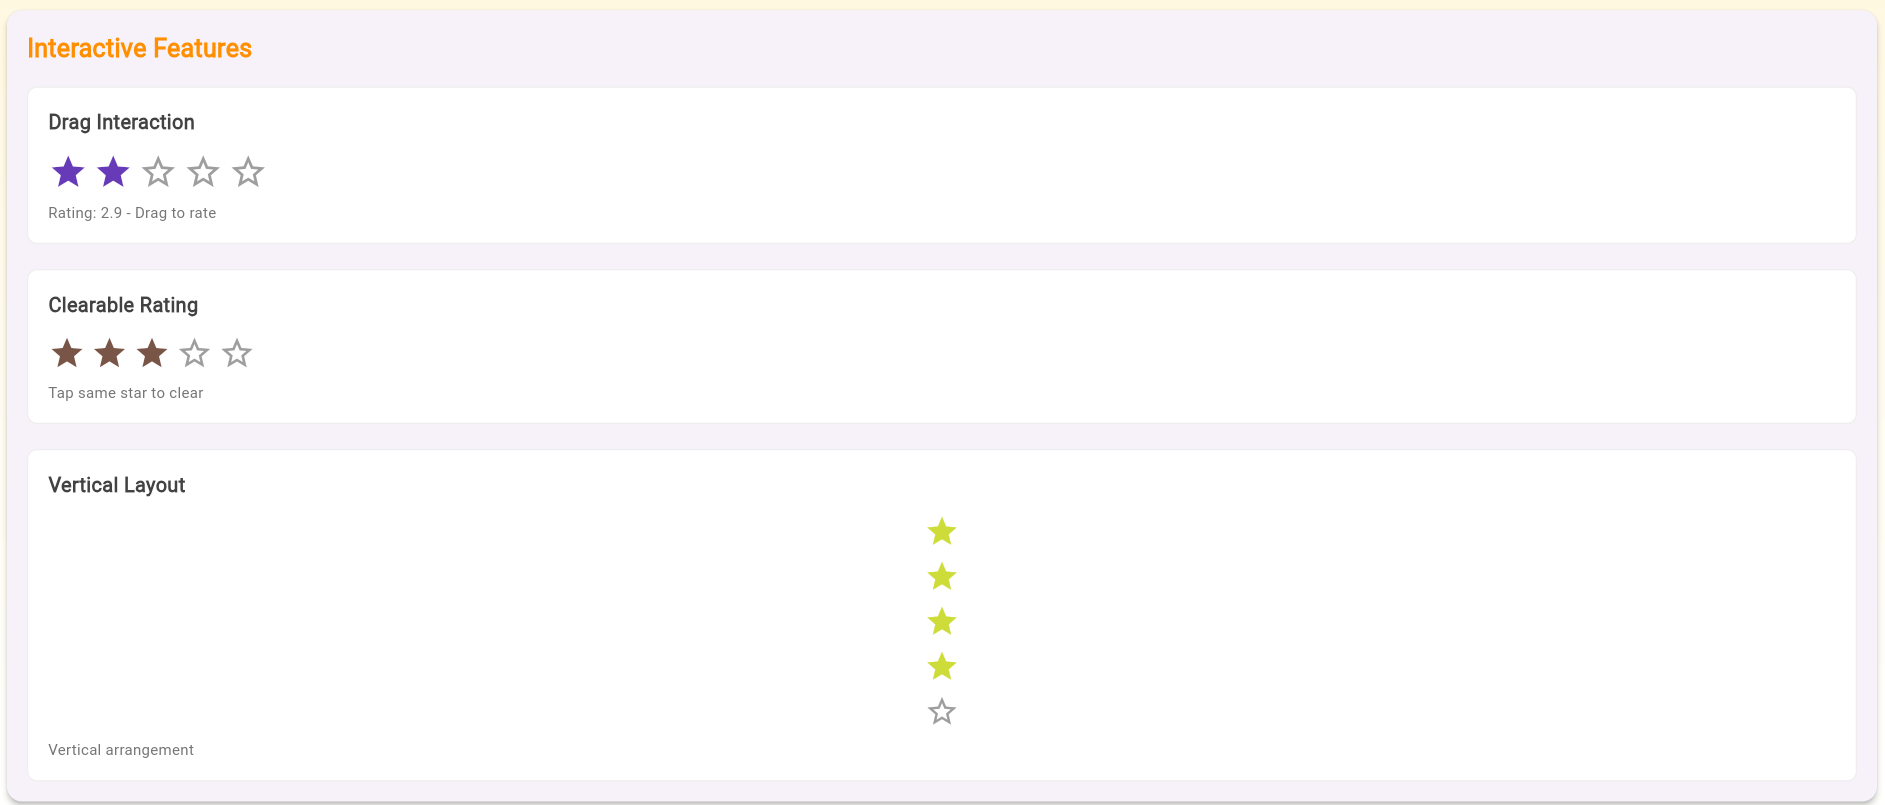 Interactive Features
Drag Interaction
Rating: 2.9 - Drag to rate
Clearable Rating
Tap same star to clear
Vertical Layout
Vertical arrangement